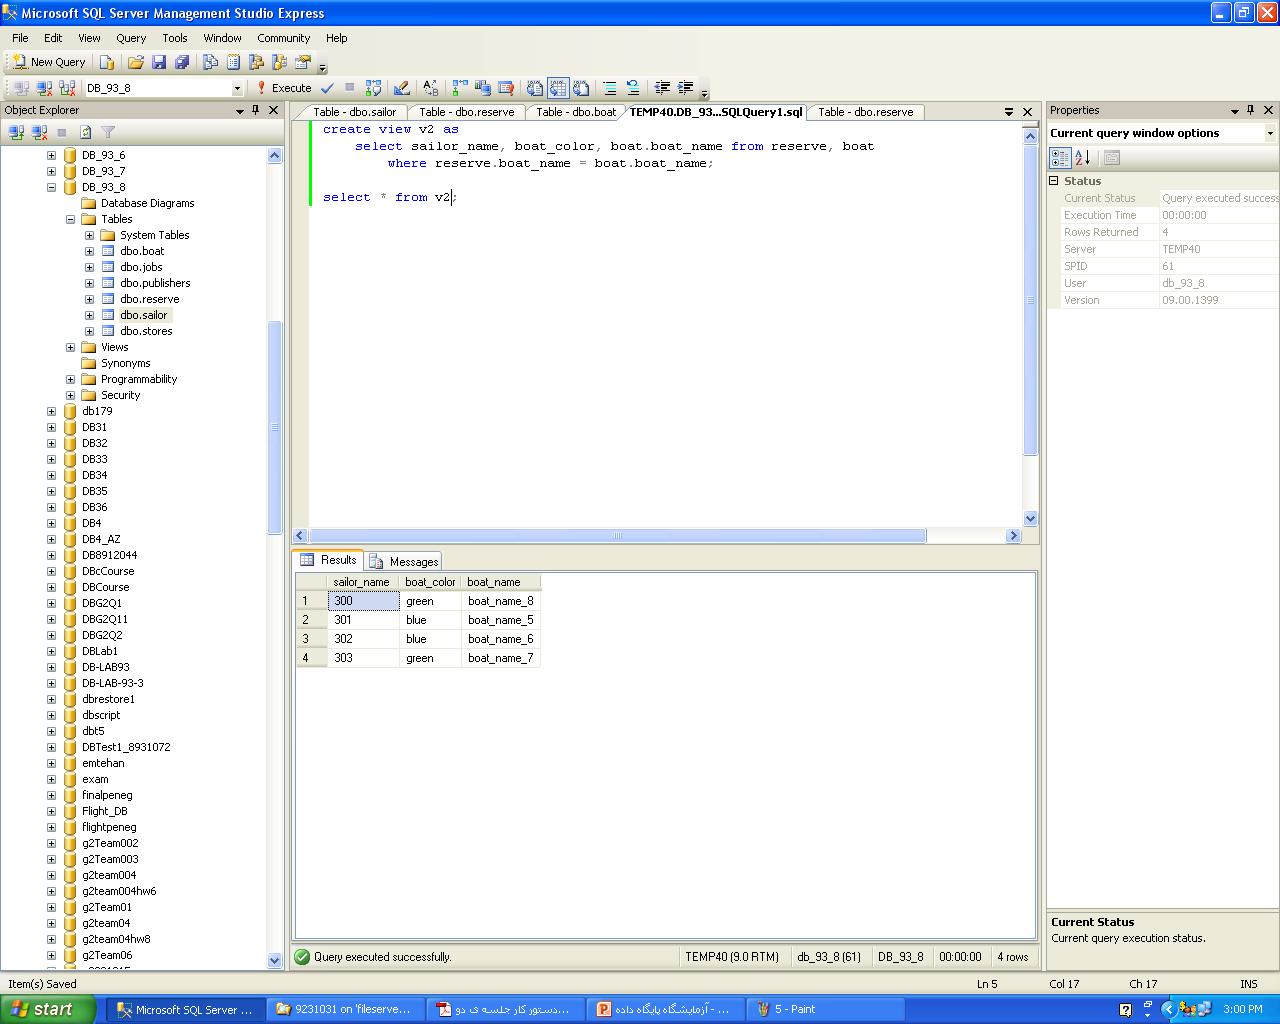 Microsoft SQL Server Management Studio Express
File Edit View Query Tools Window Community Help
New Query
DB_93_8
Execute
Object Explorer
DB_93_6
DB_93_7
DB_93_8
Database Diagrams
Tables
System Tables
dbo.boat
dbo.jobs
dbo.publishers
dbo.reserve
dbo.sailor
dbo.stores
Views
Synonyms
Programmability
Security
db179
DB31
DB32
DB33
DB34
DB35
DB36
DB4
DB4_AZ
DB8912044
DBcCourse
DBCourse
DBG2Q1
DBG2Q11
DBG2Q2
DBLab1
DB-LAB93
DB-LAB-93-3
dbrestore1
dbscript
dbt5
DBTest1_8931072
emtehan
exam
finalpeneg
Flight_DB
flightpeneg
g2Team002
g2Team003
g2team004
g2team004hw6
g2Team01
g2team04
g2team04hw8
g2Team06
Table - dbo.sailor Table - dbo.reserve Table - dbo.boat TEMP40.DB_93...SQLQuery1.sql Table - dbo.reserve
create view v2 as
select sailor_name, boat_color, boat.boat_name from reserve, boat
where reserve.boat_name = boat.boat_name;
select * from v2;
Results Messages
sailor_name boat_color boat_name
1 300 green boat_name_8
2 301 blue boat_name_5
3 302 blue boat_name_6
4 303 green boat_name_7
Query executed successfully. TEMP40 (9.0 RTM) db_93_8 (61) DB_93_8 00:00:00 4 rows
Properties
Current query window options
Status
Current Status Query executed success
Execution Time 00:00:00
Rows Returned 4
Server TEMP40
SPID 61
User db_93_8
Version 09.00.1399
Current Status
Current query execution status.
Item(s) Saved Ln 5 Col 17 Ch 17 INS
start Microsoft SQL Server ... 9231031 on 'fileserve... دستور کار جلسه ی دو... آزمایشگاه پایگاه داده - ... 5 - Paint 3:00 PM